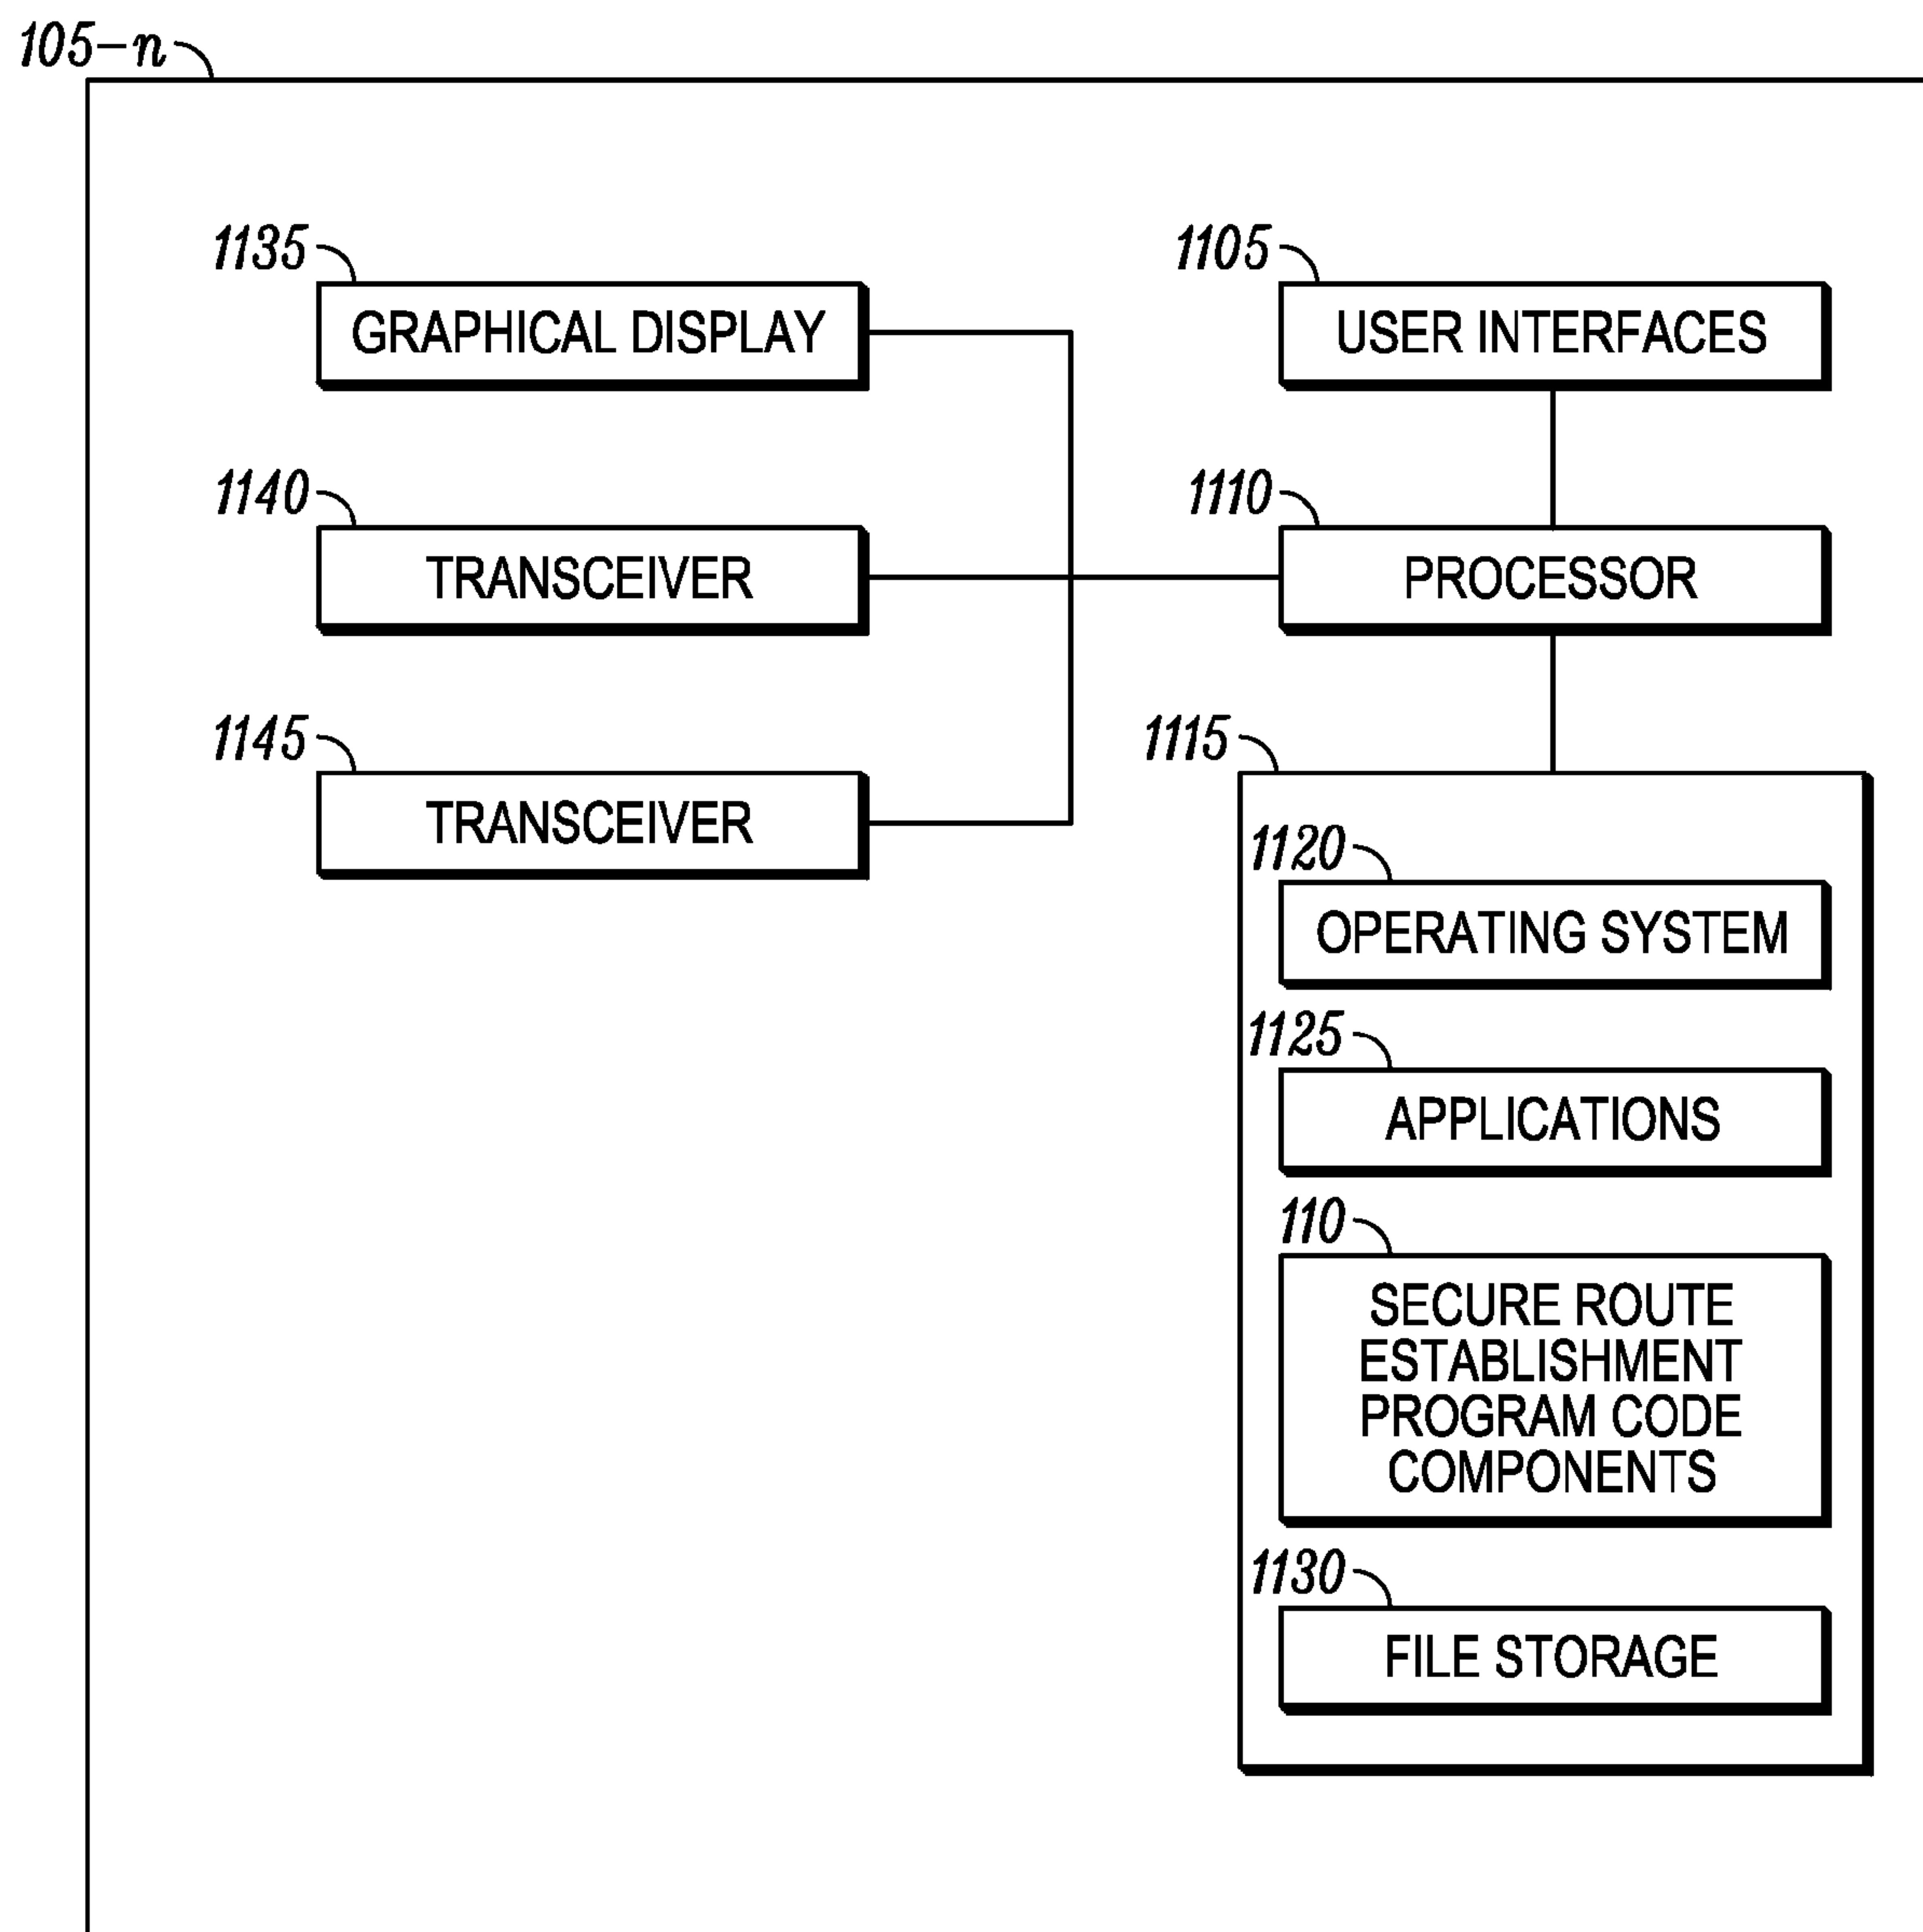 105-n
1135
GRAPHICAL DISPLAY
1105
USER INTERFACES
1140
TRANSCEIVER
1110
PROCESSOR
1145
TRANSCEIVER
1115
1120
OPERATING SYSTEM
1125
APPLICATIONS
110
SECURE ROUTE
ESTABLISHMENT
PROGRAM CODE
COMPONENTS
1130
FILE STORAGE